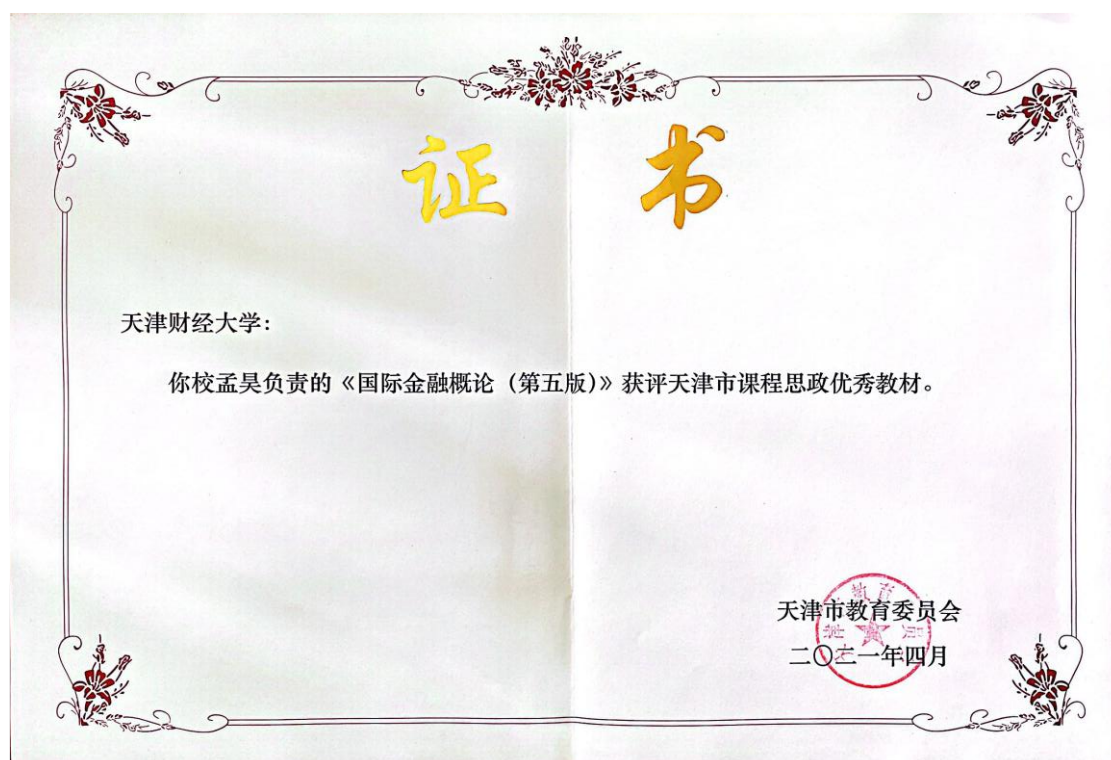 证 书
天津财经大学：
你校孟昊负责的《国际金融概论（第五版）》获评天津市课程思政优秀教材。
天津市教育委员会
二〇二一年四月